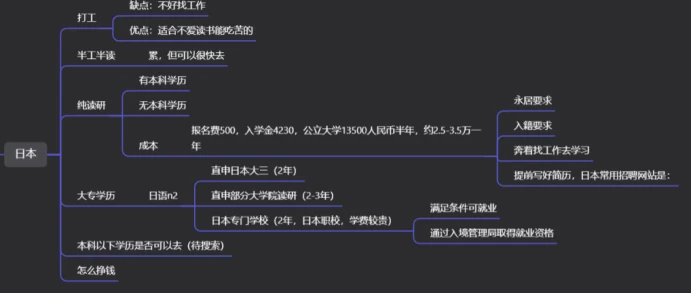 日本
打工
缺点：不好找工作
优点：适合不爱读书能吃苦的
半工半读
累，但可以很快去
纯读研
有本科学历
无本科学历
成本
报名费500，入学金4230，公立大学13500人民币半年，约2.5-3.5万一
年
永居要求
入籍要求
奔着找工作去学习
提前写好简历，日本常用招聘网站是：
大专学历
日语n2
直申日本大三（2年）
直申部分大学院读研（2-3年）
日本专门学校（2年，日本职校，学费较贵）
满足条件可就业
通过入境管理局取得就业资格
本科以下学历是否可以去（待搜索）
怎么挣钱